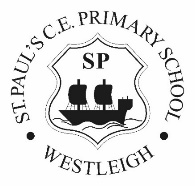 ST. PAUL'S C.E. PRIMARY SCHOOL
SP
• WESTLEIGH •